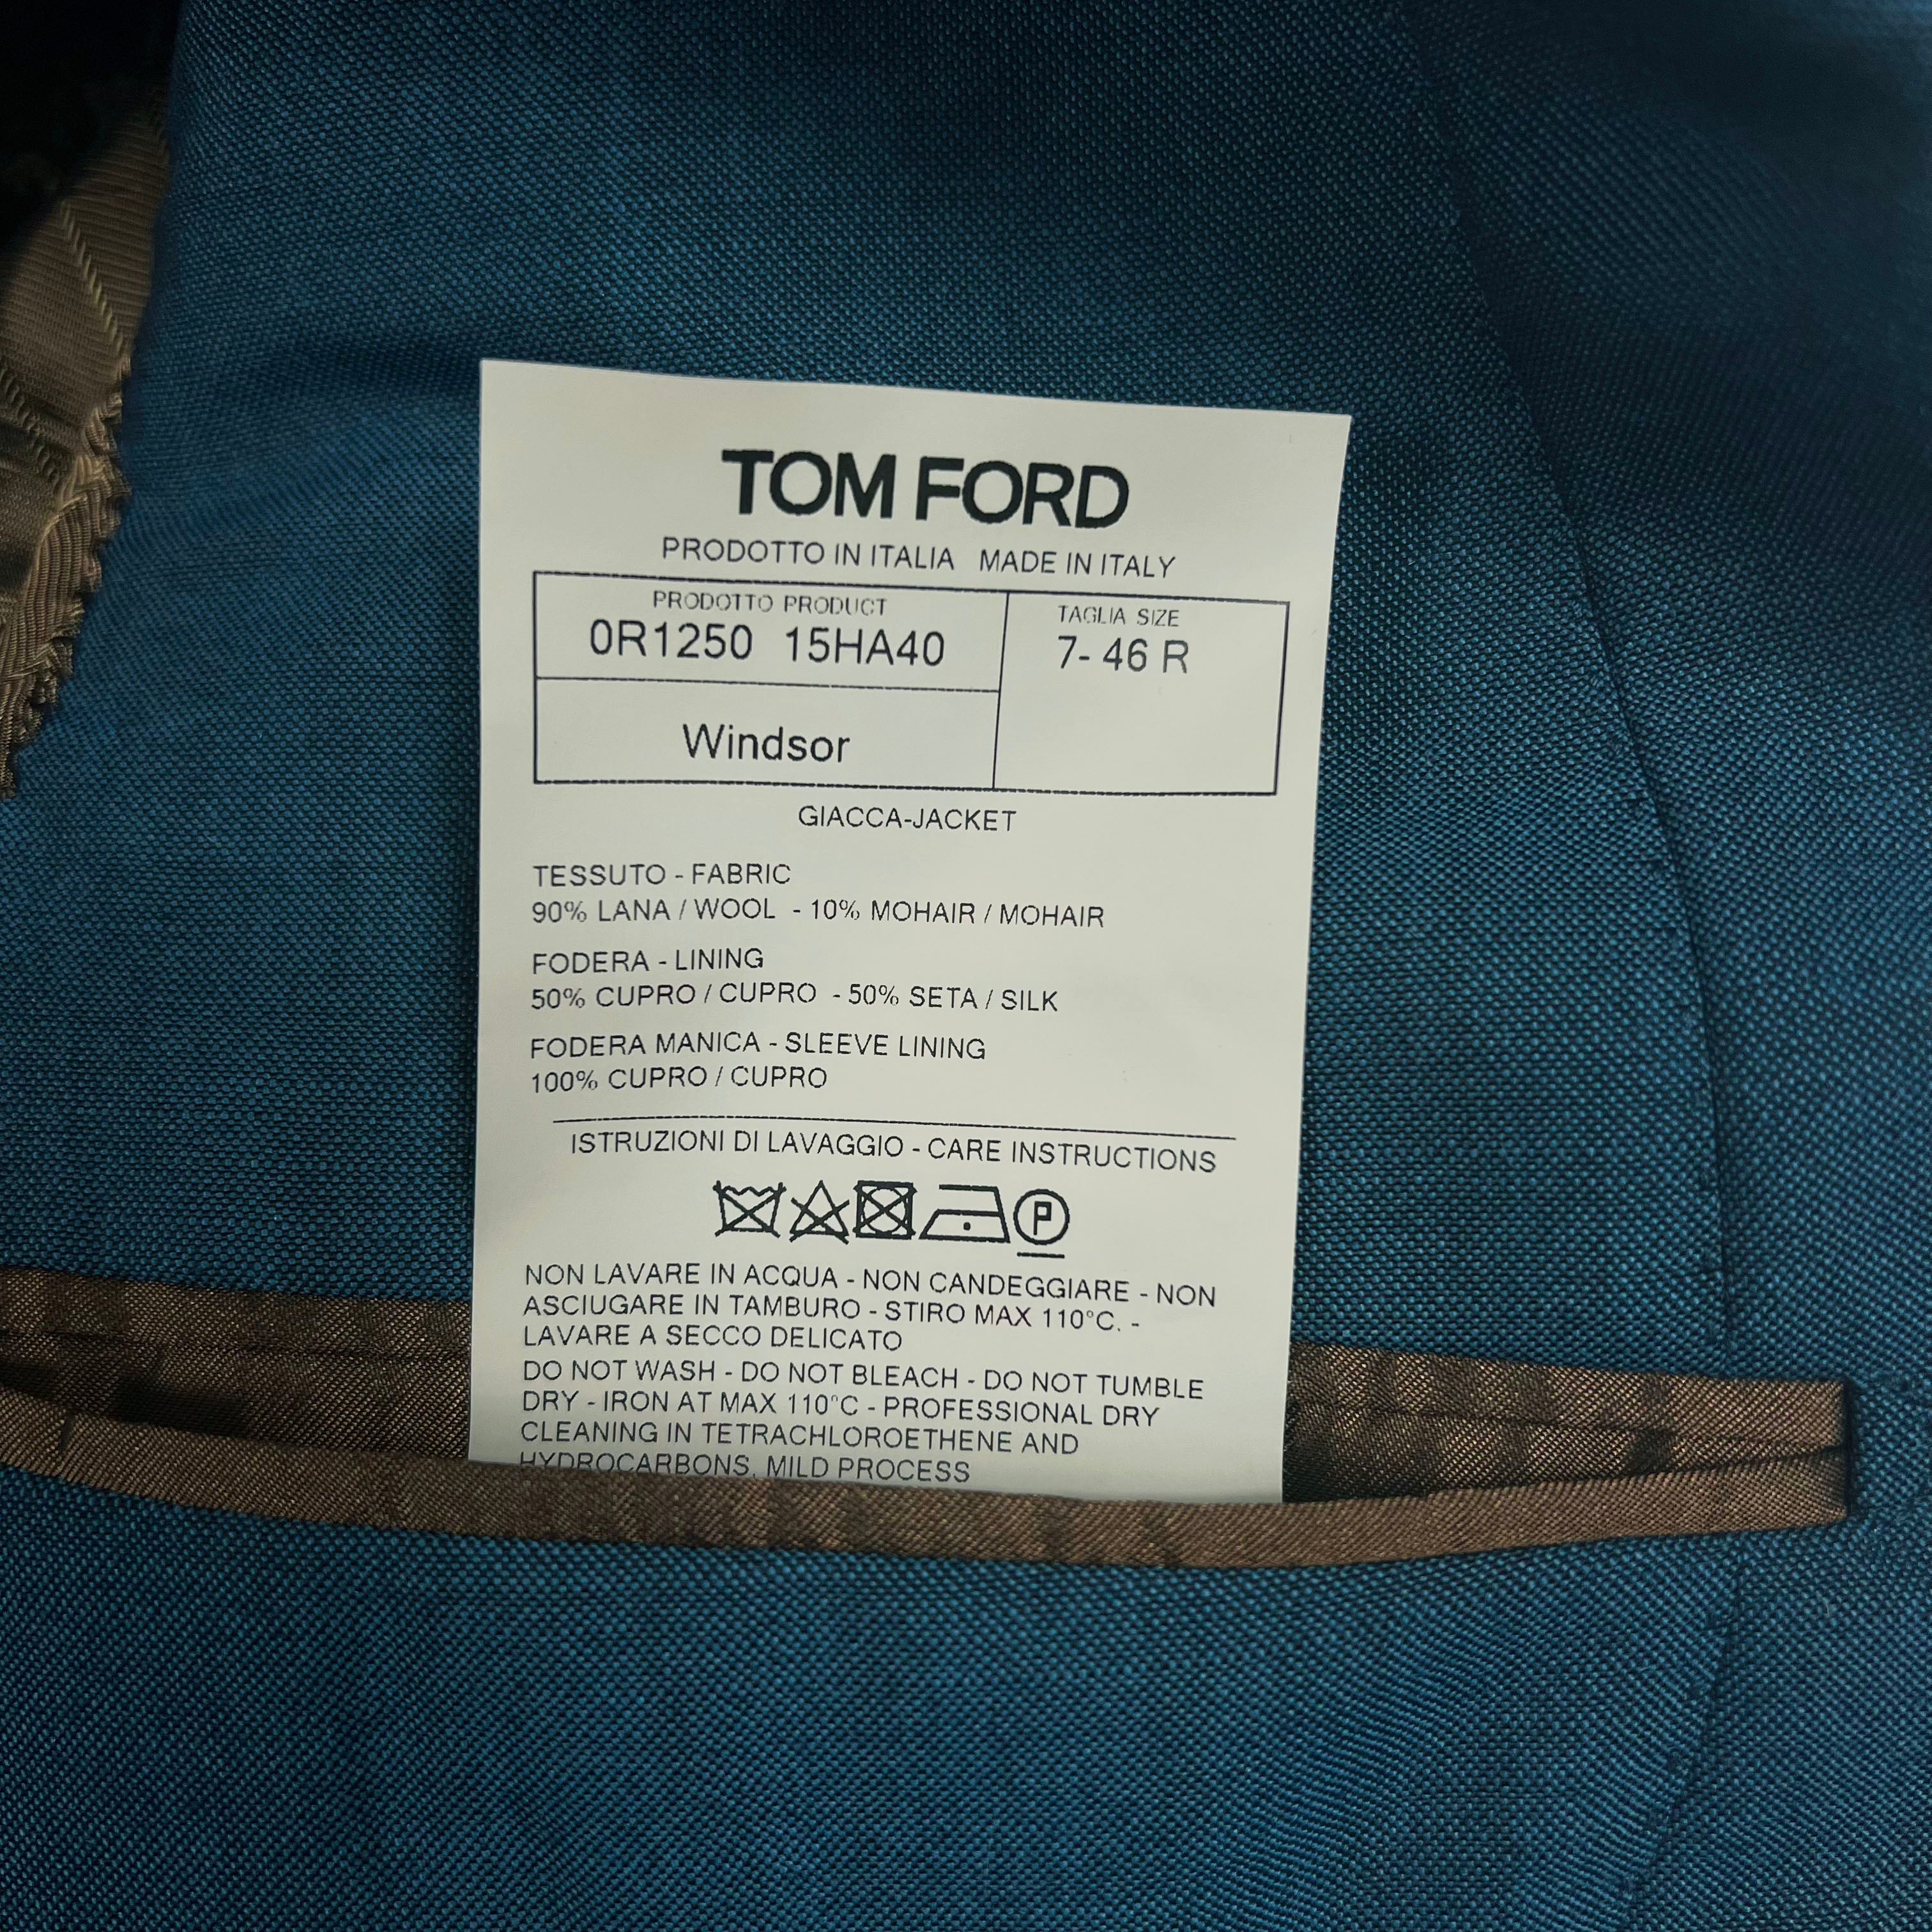 TOM FORD
PRODOTTO IN ITALIA MADE IN ITALY
PRODOTTO PRODUCT
0R1250 15HA40
TAGLIA SIZE
7- 46 R
Windsor
GIACCA-JACKET
TESSUTO - FABRIC
90% LANA / WOOL - 10% MOHAIR / MOHAIR
FODERA - LINING
50% CUPRO / CUPRO - 50% SETA / SILK
FODERA MANICA - SLEEVE LINING
100% CUPRO / CUPRO
ISTRUZIONI DI LAVAGGIO - CARE INSTRUCTIONS
P
NON LAVARE IN ACQUA - NON CANDEGGIARE - NON
ASCIUGARE IN TAMBURO - STIRO MAX 110°C. -
LAVARE A SECCO DELICATO
DO NOT WASH - DO NOT BLEACH - DO NOT TUMBLE
DRY - IRON AT MAX 110°C - PROFESSIONAL DRY
CLEANING IN TETRACHLOROETHENE AND
HYDROCARBONS, MILD PROCESS